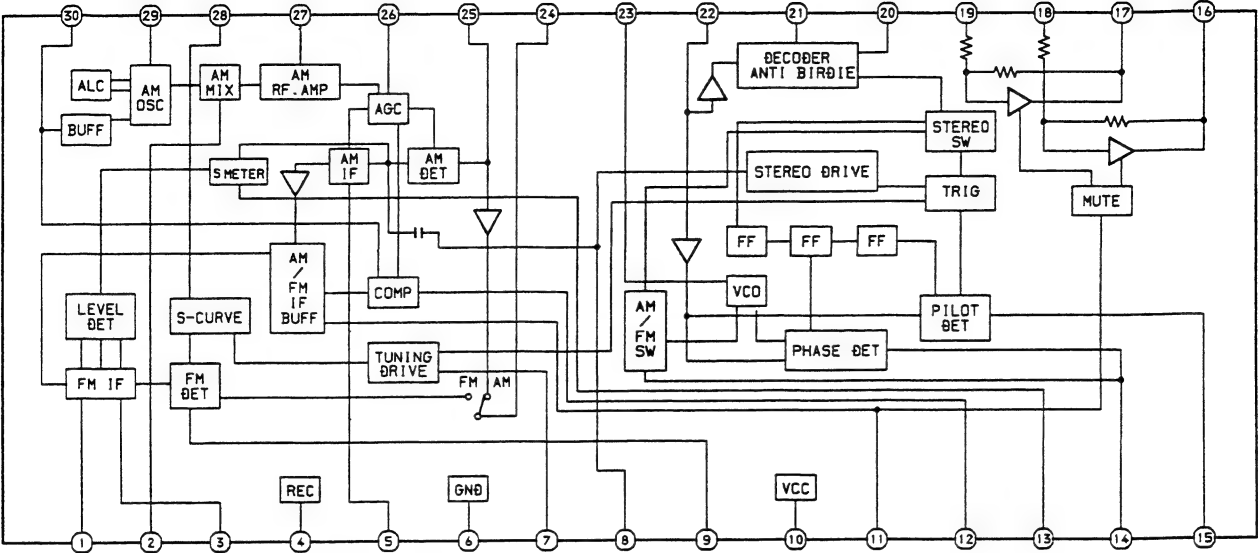 30 29 28 27 26 25 24 23 22 21 20 19 18 17 16
ALC
AM
OSC
AM
MIX
AM
RF.AMP
DECODER
ANTI BIRDIE
AGC
BUFF
STEREO
SW
S METER
AM
IF
AM
DET
STEREO DRIVE
TRIG
MUTE
FF
FF
FF
AM
/
FM
IF
BUFF
COMP
VCO
LEVEL
DET
S-CURVE
AM
/
FM
SW
PILOT
DET
PHASE DET
TUNING
DRIVE
FM IF
FM
DET
FM AM
REC
GND
VCC
1 2 3 4 5 6 7 8 9 10 11 12 13 14 15